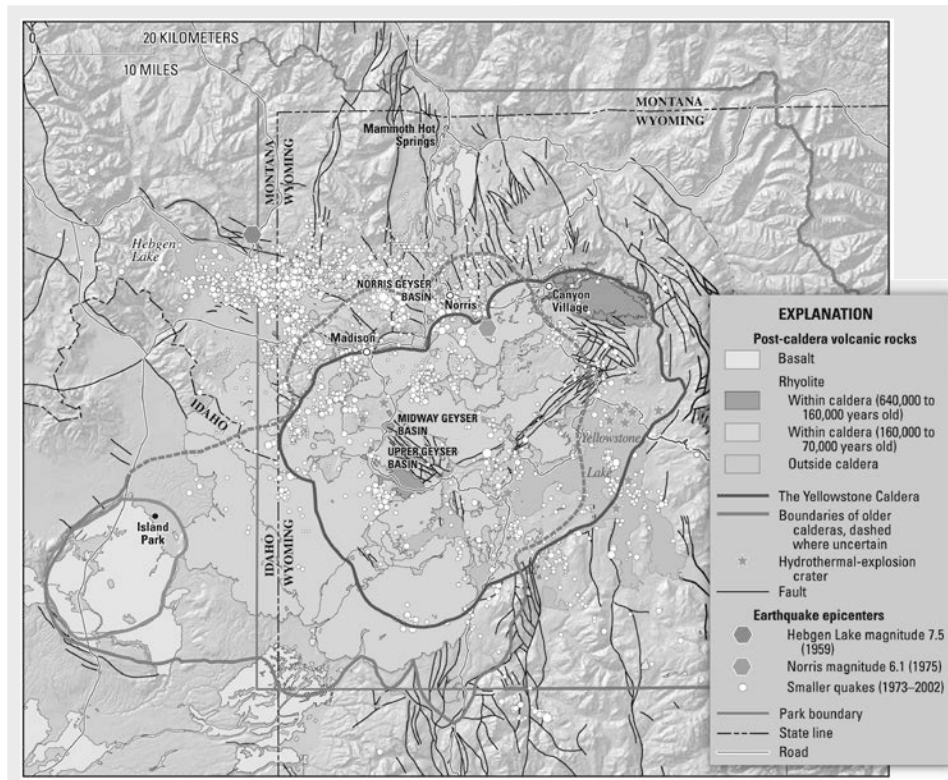 0
20 KILOMETERS
10 MILES
MONTANA
WYOMING
Mammoth Hot
Springs
MONTANA
WYOMING
Hebgen
Lake
NORRIS GEYSER
BASIN
Norris
Canyon
Village
Madison
IDAHO
MIDWAY GEYSER
BASIN
UPPER GEYSER
BASIN
Yellowstone
Lake
Island
Park
IDAHO
WYOMING
EXPLANATION
Post-caldera volcanic rocks
Basalt
Rhyolite
Within caldera (640,000 to
160,000 years old)
Within caldera (160,000 to
70,000 years old)
Outside caldera
The Yellowstone Caldera
Boundaries of older
calderas, dashed
where uncertain
Hydrothermal-explosion
crater
Fault
Earthquake epicenters
Hebgen Lake magnitude 7.5
(1959)
Norris magnitude 6.1 (1975)
Smaller quakes (1973–2002)
Park boundary
State line
Road